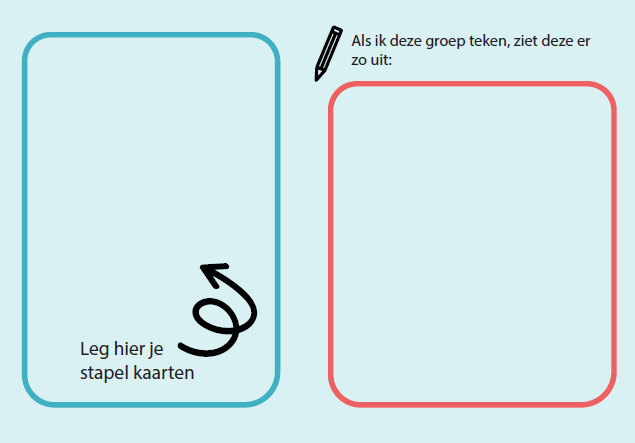 Als ik deze groep teken, ziet deze er
zo uit:
Leg hier je
stapel kaarten